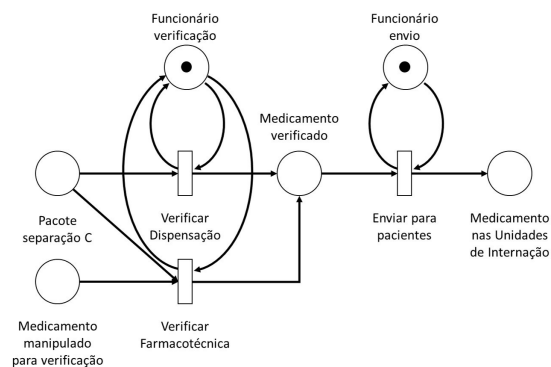 Funcionário
verificação
Funcionário
envio
Medicamento
verificado
Pacote
separação C
Verificar
Dispensação
Enviar para
pacientes
Medicamento
nas Unidades
de Internação
Medicamento
manipulado
para verificação
Verificar
Farmacotécnica